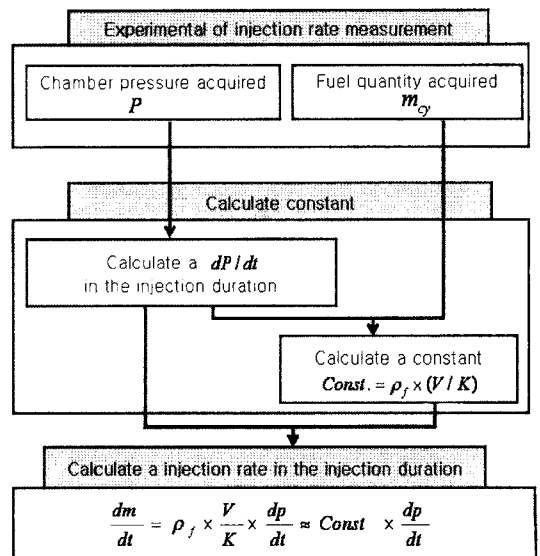 Experimental of injection rate measurement
Chamber pressure acquired
P
Fuel quantity acquired
m_cy
Calculate constant
Calculate a dP/dt
in the injection duration
Calculate a constant
Const. = ρ_f × (V/K)
Calculate a injection rate in the injection duration
dm/dt = ρ_f × V/K × dp/dt ≈ Const × dp/dt